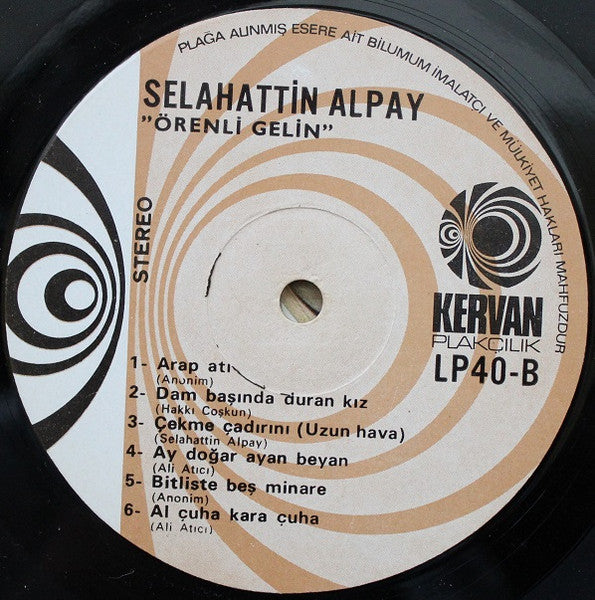 PLAĞA ALINMIŞ ESERE AİT BİLUMUM İMALATÇI VE MÜLKİYET HAKLARI MAHFUZDUR
SELAHATTİN ALPAY
"ÖRENLİ GELİN"
STEREO
KERVAN
PLAKÇILIK
LP40-B
1- Arap atı
(Anonim)
2- Dam başında duran kız
(Hakkı Coşkun)
3- Çekme çadırını (Uzun hava)
(Selahattin Alpay)
4- Ay doğar ayan beyan
(Ali Atıcı)
5- Bitliste beş minare
(Anonim)
6- Al çuha kara çuha
(Ali Atıcı)